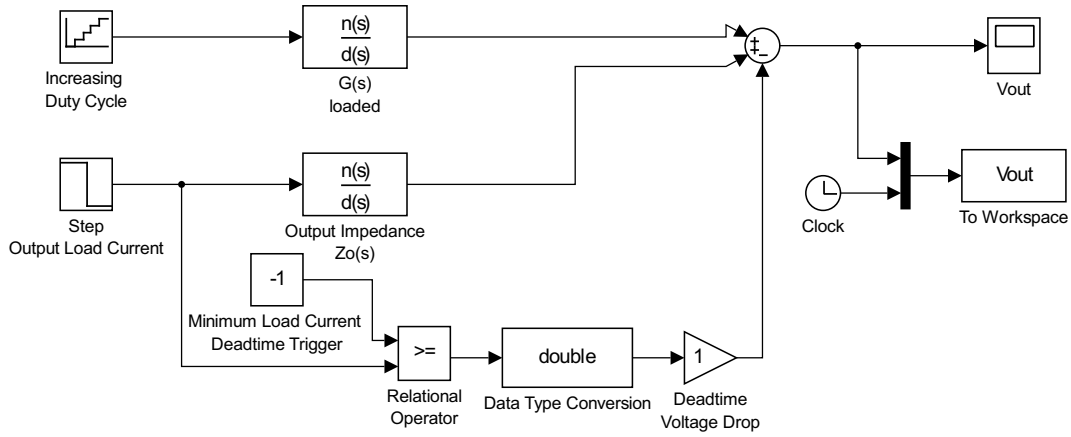 Increasing
Duty Cycle
n(s)
d(s)
G(s)
loaded
+
+
-
Vout
Step
Output Load Current
n(s)
d(s)
Output Impedance
Zo(s)
Clock
Vout
To Workspace
-1
Minimum Load Current
Deadtime Trigger
>=
Relational
Operator
double
Data Type Conversion
1
Deadtime
Voltage Drop